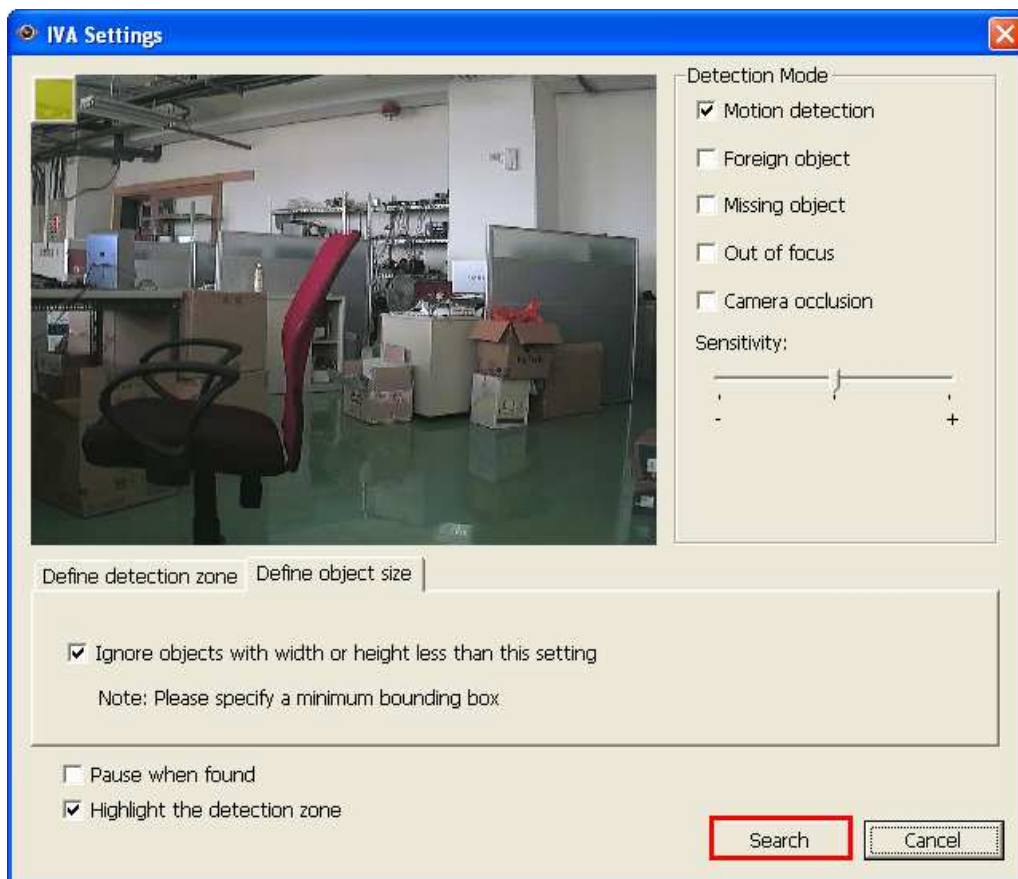 IVA Settings
Detection Mode
Motion detection
Foreign object
Missing object
Out of focus
Camera occlusion
Sensitivity:
- +
Define detection zone
Define object size
Ignore objects with width or height less than this setting
Note: Please specify a minimum bounding box
Pause when found
Highlight the detection zone
Search
Cancel